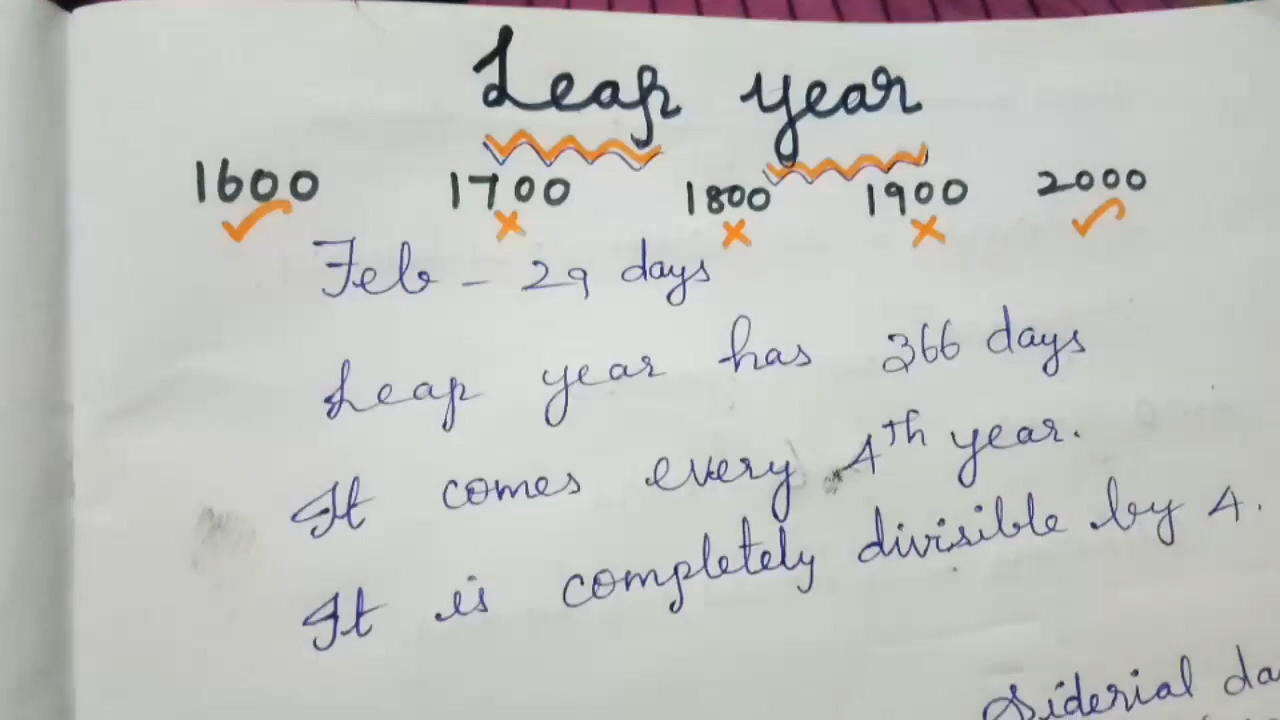 Leap year
1600 1700 1800 1900 2000
Feb - 29 days
Leap year has 366 days
It comes every 4th year.
It is completely divisible by 4.
Siderial